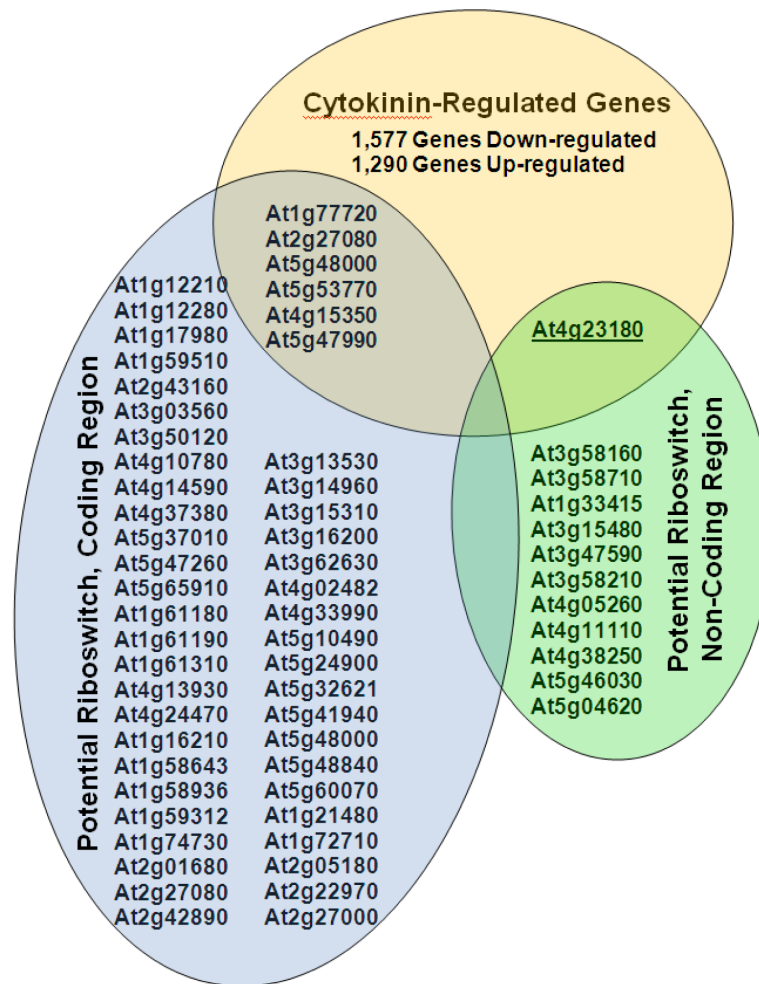 Cytokinin-Regulated Genes
1,577 Genes Down-regulated
1,290 Genes Up-regulated
At1g77720
At2g27080
At5g48000
At5g53770
At4g15350
At5g47990
At4g23180
Potential Riboswitch, Coding Region
At1g12210
At1g12280
At1g17980
At1g59510
At2g43160
At3g03560
At3g50120
At4g10780
At4g14590
At4g37380
At5g37010
At5g47260
At5g65910
At1g61180
At1g61190
At1g61310
At4g13930
At4g24470
At1g16210
At1g58643
At1g58936
At1g59312
At1g74730
At2g01680
At2g27080
At2g42890
At3g13530
At3g14960
At3g15310
At3g16200
At3g62630
At4g02482
At4g33990
At5g10490
At5g24900
At5g32621
At5g41940
At5g48000
At5g48840
At5g60070
At1g21480
At1g72710
At2g05180
At2g22970
At2g27000
At3g58160
At3g58710
At1g33415
At3g15480
At3g47590
At3g58210
At4g05260
At4g11110
At4g38250
At5g46030
At5g04620
Potential Riboswitch,
Non-Coding Region